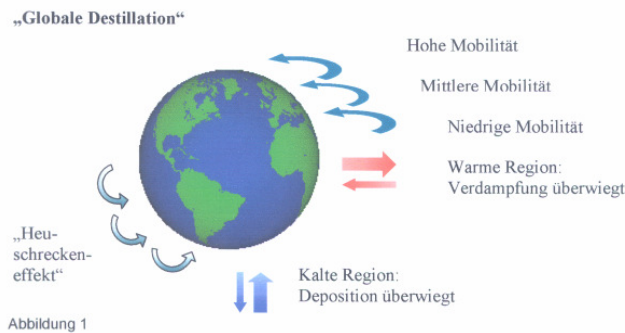 „Globale Destillation“
Hohe Mobilität
Mittlere Mobilität
Niedrige Mobilität
Warme Region:
Verdampfung überwiegt
„Heu-
schrecken-
effekt“
Kalte Region:
Deposition überwiegt
Abbildung 1